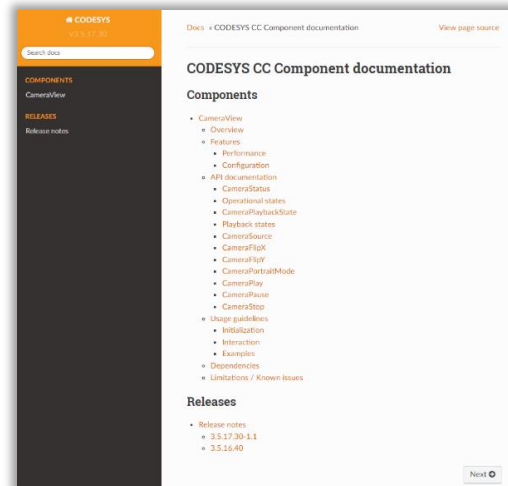 CODESYS
V3.5.17.30
Search docs
COMPONENTS
CameraView
RELEASES
Release notes
Docs » CODESYS CC Component documentation
View page source
CODESYS CC Component documentation
Components
CameraView
Overview
Features
Performance
Configuration
API documentation
CameraStatus
Operational states
CameraPlaybackState
Playback states
CameraSource
CameraFlipX
CameraFlipY
CameraPortraitMode
CameraPlay
CameraPause
CameraStop
Usage guidelines
Initialization
Interaction
Examples
Dependencies
Limitations / Known issues
Releases
Release notes
3.5.17.30-1.1
3.5.16.40
Next